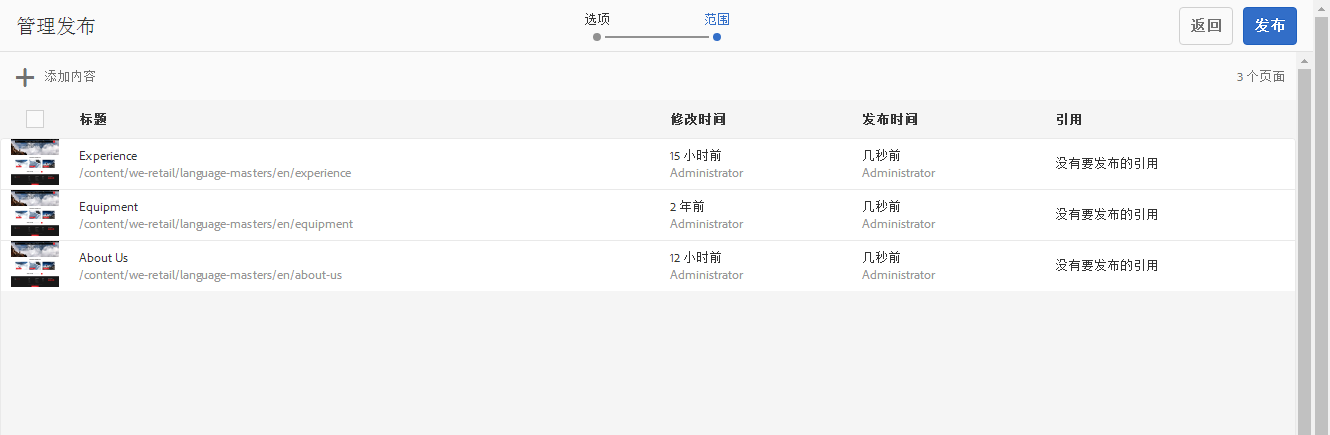 管理发布
选项
范围
返回
发布
添加内容
3 个页面
标题 修改时间 发布时间 引用
Experience 15 小时前 几秒前 没有要发布的引用
/content/we-retail/language-masters/en/experience Administrator Administrator
Equipment 2 年前 几秒前 没有要发布的引用
/content/we-retail/language-masters/en/equipment Administrator Administrator
About Us 12 小时前 几秒前 没有要发布的引用
/content/we-retail/language-masters/en/about-us Administrator Administrator